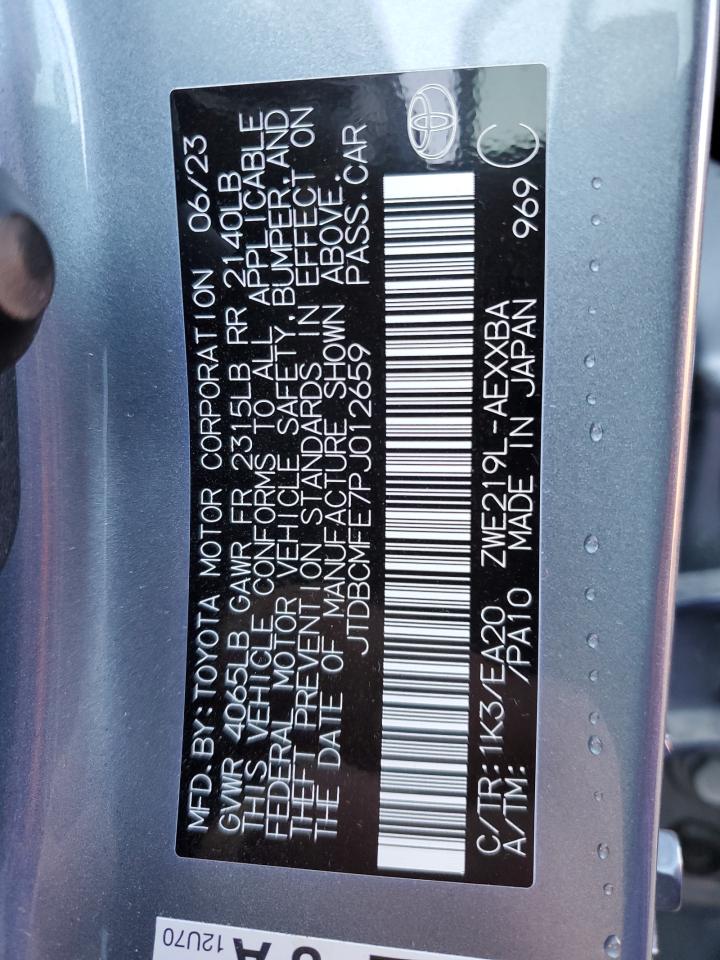 MFD.BY:TOYOTA MOTOR CORPORATION 06/23
GVWR 4065LB GAWR FR 2315LB RR 2140LB
THIS VEHICLE CONFORMS TO ALL APPLICABLE
FEDERAL MOTOR VEHICLE SAFETY,BUMPER,AND
THEFT PREVENTION STANDARDS IN EFFECT ON
THE DATE OF MANUFACTURE SHOWN ABOVE.
JTDBCMFE7PJ012659 PASS.CAR
C/TR:1K3/EA20 ZWE219L-AEXXBA 969 C
A/TM: /PA10 MADE IN JAPAN
12U70